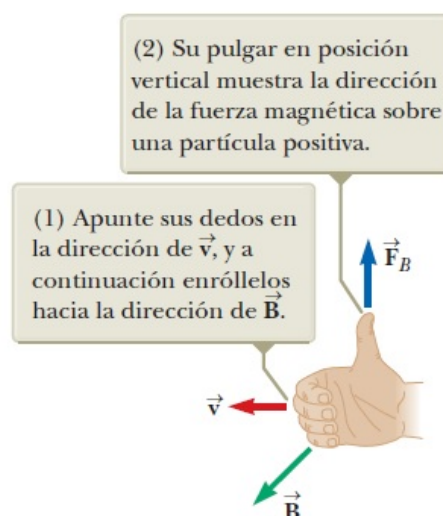 (2) Su pulgar en posición
vertical muestra la dirección
de la fuerza magnética sobre
una partícula positiva.
(1) Apunte sus dedos en
la dirección de v⃗, y a
continuación enróllelos
hacia la dirección de B⃗.
F⃗_B
v⃗
B⃗